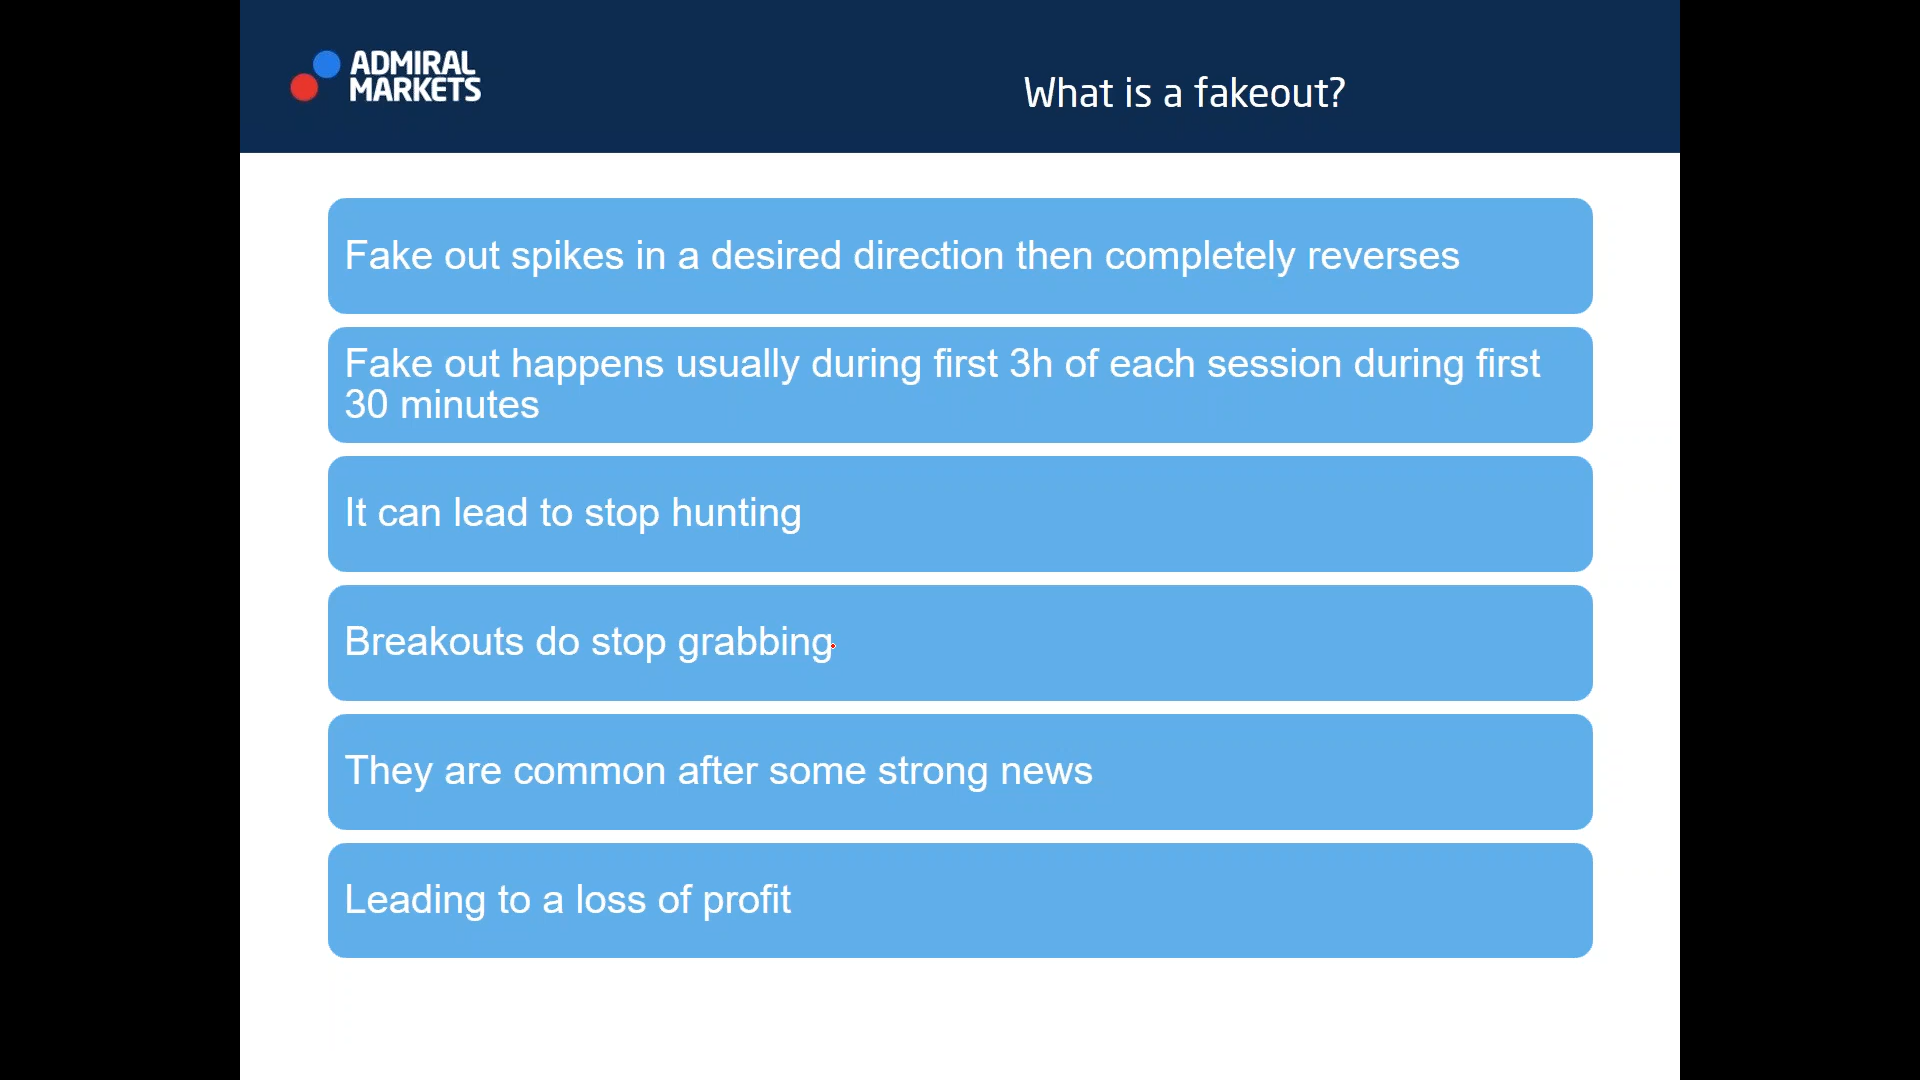 ADMIRAL
MARKETS
What is a fakeout?
Fake out spikes in a desired direction then completely reverses
Fake out happens usually during first 3h of each session during first
30 minutes
It can lead to stop hunting
Breakouts do stop grabbing
They are common after some strong news
Leading to a loss of profit